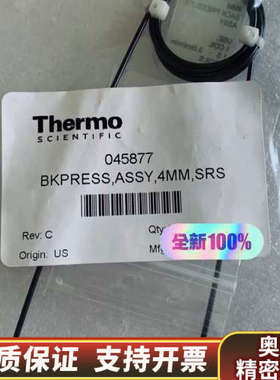 Thermo
SCIENTIFIC
045877
BKPRESS,ASSY,4MM,SRS
Rev: C
Qty:
Origin: US
Mfg
全新100%
质保证 支持开票
奥
精密